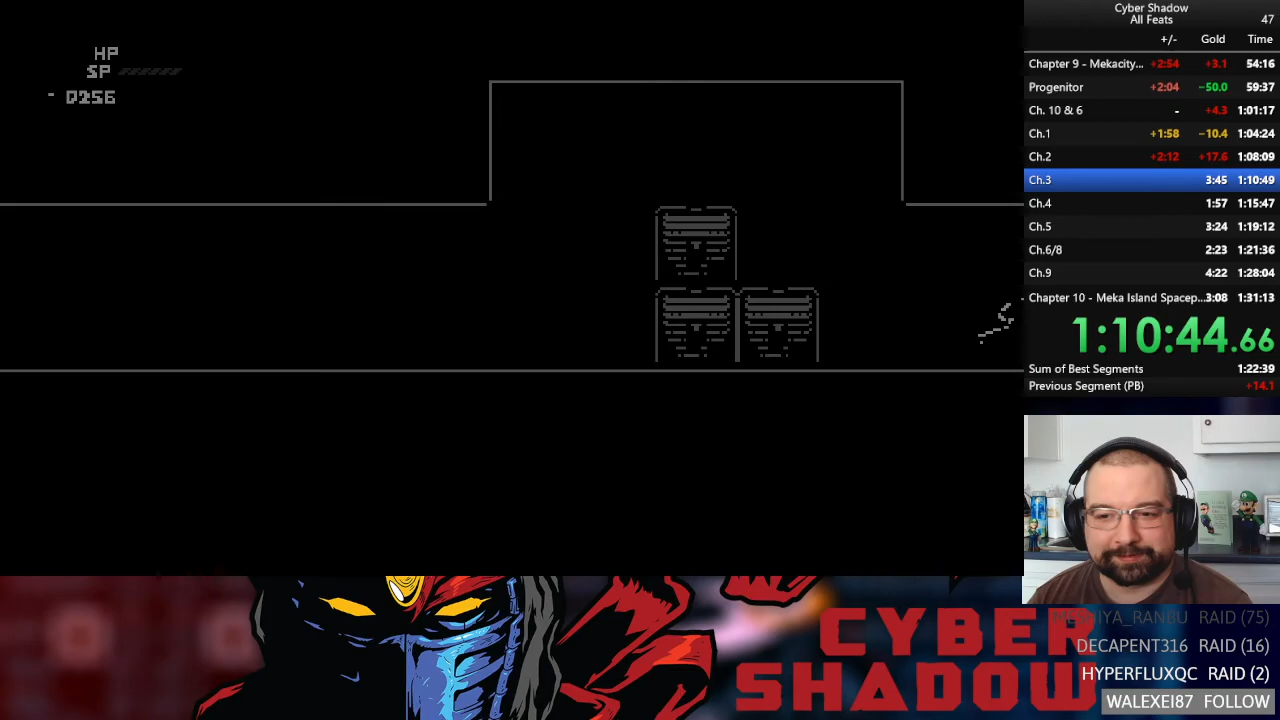 HP
SP
- 0156
Cyber Shadow
All Feats 47
+/- Gold Time
Chapter 9 - Mekacity... +2:54 +3.1 54:16
Progenitor +2:04 −50.0 59:37
Ch. 10 & 6 - +4.3 1:01:17
Ch.1 +1:58 −10.4 1:04:24
Ch.2 +2:12 +17.6 1:08:09
Ch.3 3:45 1:10:49
Ch.4 1:57 1:15:47
Ch.5 3:24 1:19:12
Ch.6/8 2:23 1:21:36
Ch.9 4:22 1:28:04
Chapter 10 - Meka Island Spacep... 3:08 1:31:13
1:10:44.66
Sum of Best Segments 1:22:39
Previous Segment (PB) +14.1
RAID (75)
DECAPENT316 RAID (16)
HYPERFLUXQC RAID (2)
WALEXEI87 FOLLOW
CYBER
SHADOW